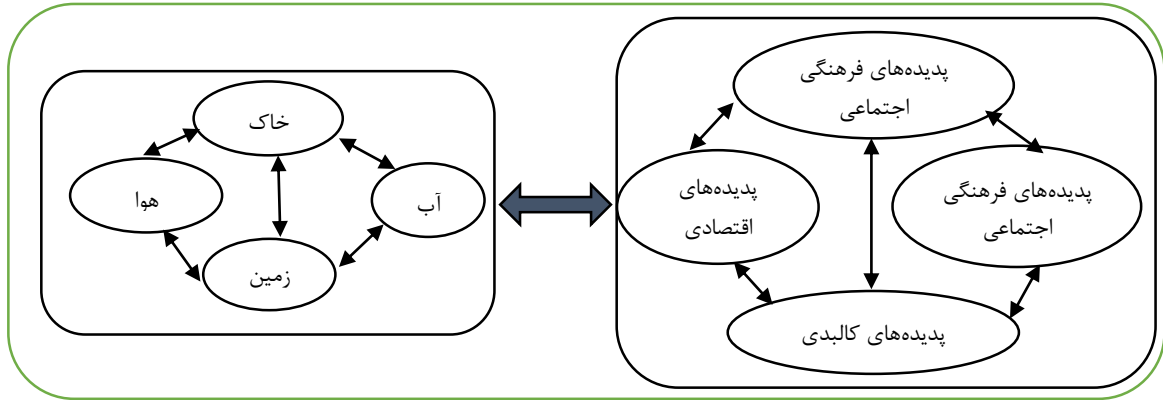 پدیده‌های فرهنگی
اجتماعی
پدیده‌های فرهنگی
اجتماعی
پدیده‌های
اقتصادی
پدیده‌های کالبدی
خاک
آب
هوا
زمین